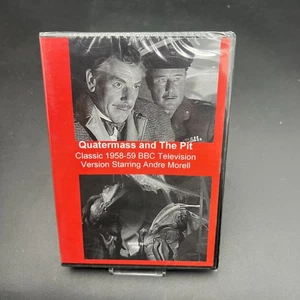 Quatermass and The Pit
Classic 1958-59 BBC Television
Version Starring Andre Morell